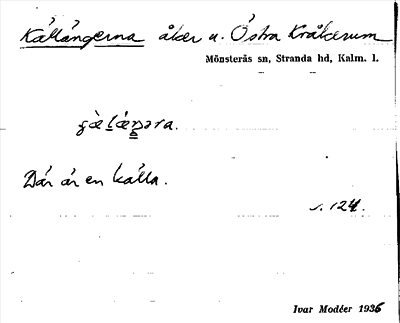 Källängerna åker u. Östra Kråkerum
Mönsterås sn, Stranda hd, Kalm. l.
Där är en källa.
s. 124.
Ivar Modéer 1936